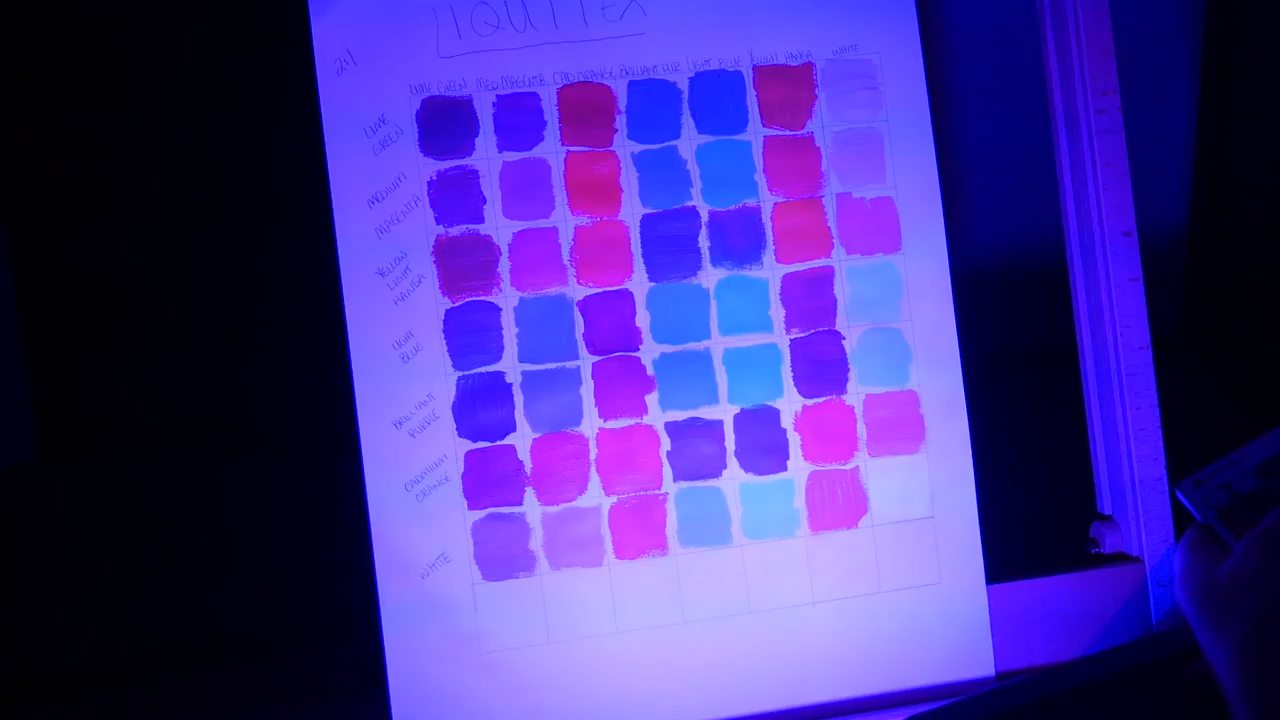 LIQUITEX
2:1
LIME GREEN MED MAGENTA CAD ORANGE BRILLIANT PUR LIGHT BLUE YELLOW HANSA WHITE
LIME
GREEN
MEDIUM
MAGENTA
YELLOW
LIGHT
HANSA
LIGHT
BLUE
BRILLIANT
PURPLE
CADMIUM
ORANGE
WHITE